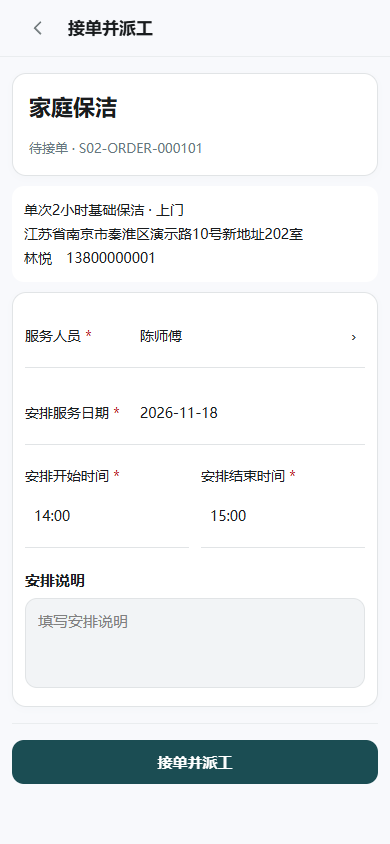 接单并派工
家庭保洁
待接单 · S02-ORDER-000101
单次2小时基础保洁 · 上门
江苏省南京市秦淮区演示路10号新地址202室
林悦 13800000001
服务人员 * 陈师傅 ›
安排服务日期 * 2026-11-18
安排开始时间 * 安排结束时间 *
14:00 15:00
安排说明
填写安排说明
接单并派工